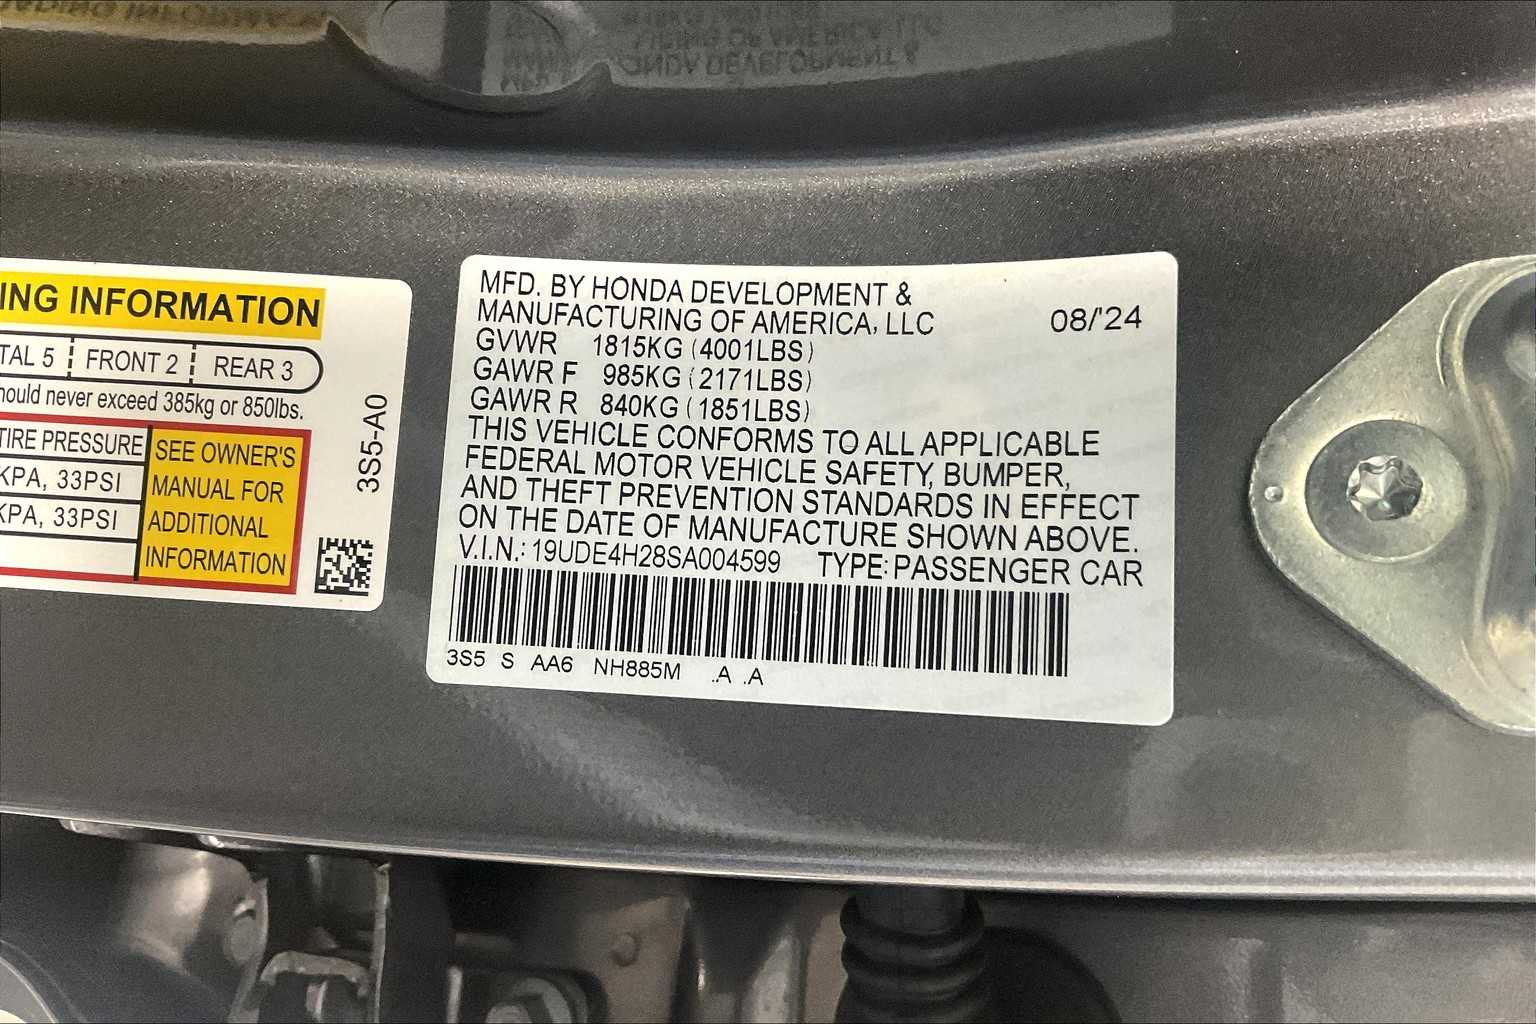 ING INFORMATION
TAL 5 FRONT 2 REAR 3
hould never exceed 385kg or 850lbs.
TIRE PRESSURE
KPA, 33PSI
KPA, 33PSI
SEE OWNER'S
MANUAL FOR
ADDITIONAL
INFORMATION
3S5-A0
MFD. BY HONDA DEVELOPMENT &
MANUFACTURING OF AMERICA, LLC 08/'24
GVWR 1815KG (4001LBS)
GAWR F 985KG (2171LBS)
GAWR R 840KG (1851LBS)
THIS VEHICLE CONFORMS TO ALL APPLICABLE
FEDERAL MOTOR VEHICLE SAFETY, BUMPER,
AND THEFT PREVENTION STANDARDS IN EFFECT
ON THE DATE OF MANUFACTURE SHOWN ABOVE.
V.I.N.: 19UDE4H28SA004599 TYPE: PASSENGER CAR
3S5 S AA6 NH885M .A .A